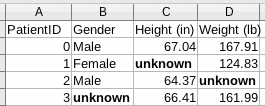 A B C D
PatientID Gender Height (in) Weight (lb)
0 Male 67.04 167.91
1 Female unknown 124.83
2 Male 64.37 unknown
3 unknown 66.41 161.99